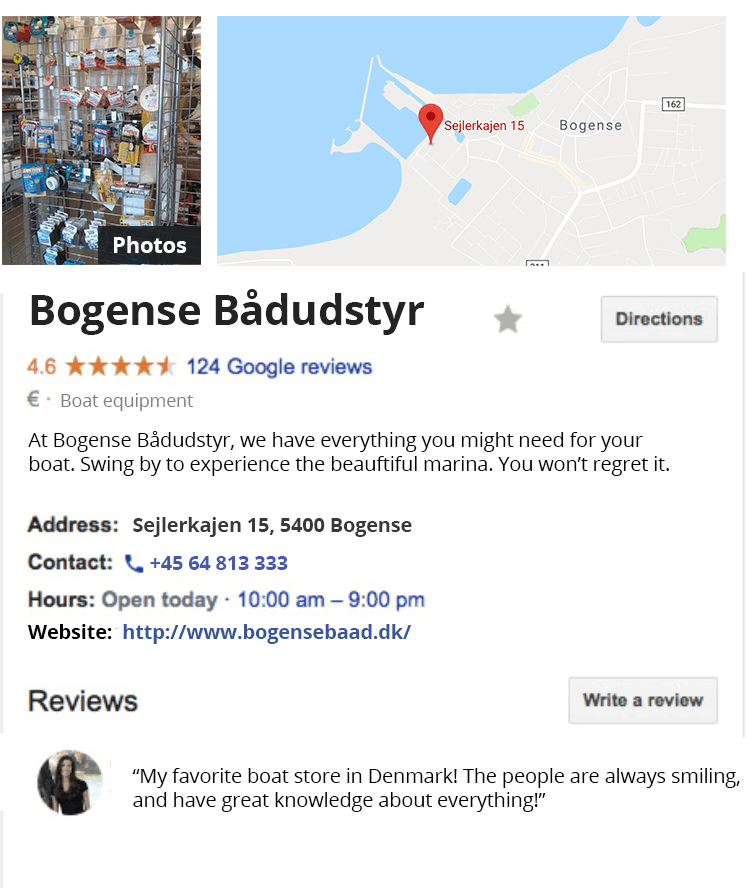 Photos
Sejlerkajen 15
Bogense
162
Bogense Bådudstyr
Directions
4.6 124 Google reviews
€ · Boat equipment
At Bogense Bådudstyr, we have everything you might need for your
boat. Swing by to experience the beauftiful marina. You won’t regret it.
Address: Sejlerkajen 15, 5400 Bogense
Contact: +45 64 813 333
Hours: Open today · 10:00 am – 9:00 pm
Website: http://www.bogensebaad.dk/
Reviews
Write a review
“My favorite boat store in Denmark! The people are always smiling,
and have great knowledge about everything!”